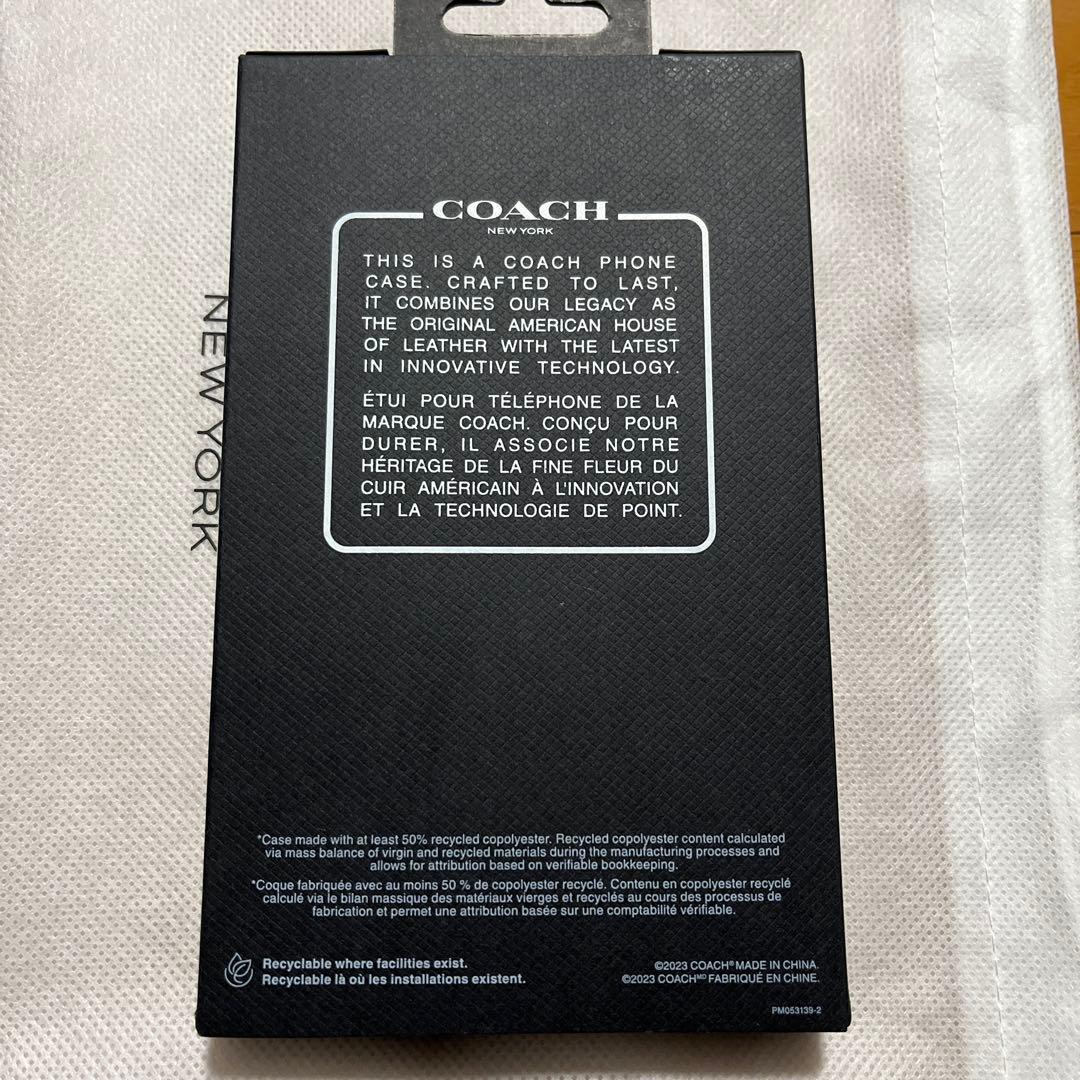 COACH
NEW YORK
THIS IS A COACH PHONE
CASE. CRAFTED TO LAST,
IT COMBINES OUR LEGACY AS
THE ORIGINAL AMERICAN HOUSE
OF LEATHER WITH THE LATEST
IN INNOVATIVE TECHNOLOGY.
ÉTUI POUR TÉLÉPHONE DE LA
MARQUE COACH. CONÇU POUR
DURER, IL ASSOCIE NOTRE
HÉRITAGE DE LA FINE FLEUR DU
CUIR AMÉRICAIN À L'INNOVATION
ET LA TECHNOLOGIE DE POINT.
NEW YORK
*Case made with at least 50% recycled copolyester. Recycled copolyester content calculated
via mass balance of virgin and recycled materials during the manufacturing processes and
allows for attribution based on verifiable bookkeeping.
*Coque fabriquée avec au moins 50 % de copolyester recyclé. Contenu en copolyester recyclé
calculé via le bilan massique des matériaux vierges et recyclés au cours des processus de
fabrication et permet une attribution basée sur une comptabilité vérifiable.
Recyclable where facilities exist.
Recyclable là où les installations existent.
©2023 COACH® MADE IN CHINA.
©2023 COACHᴹᴰ FABRIQUÉ EN CHINE.
PM053139-2